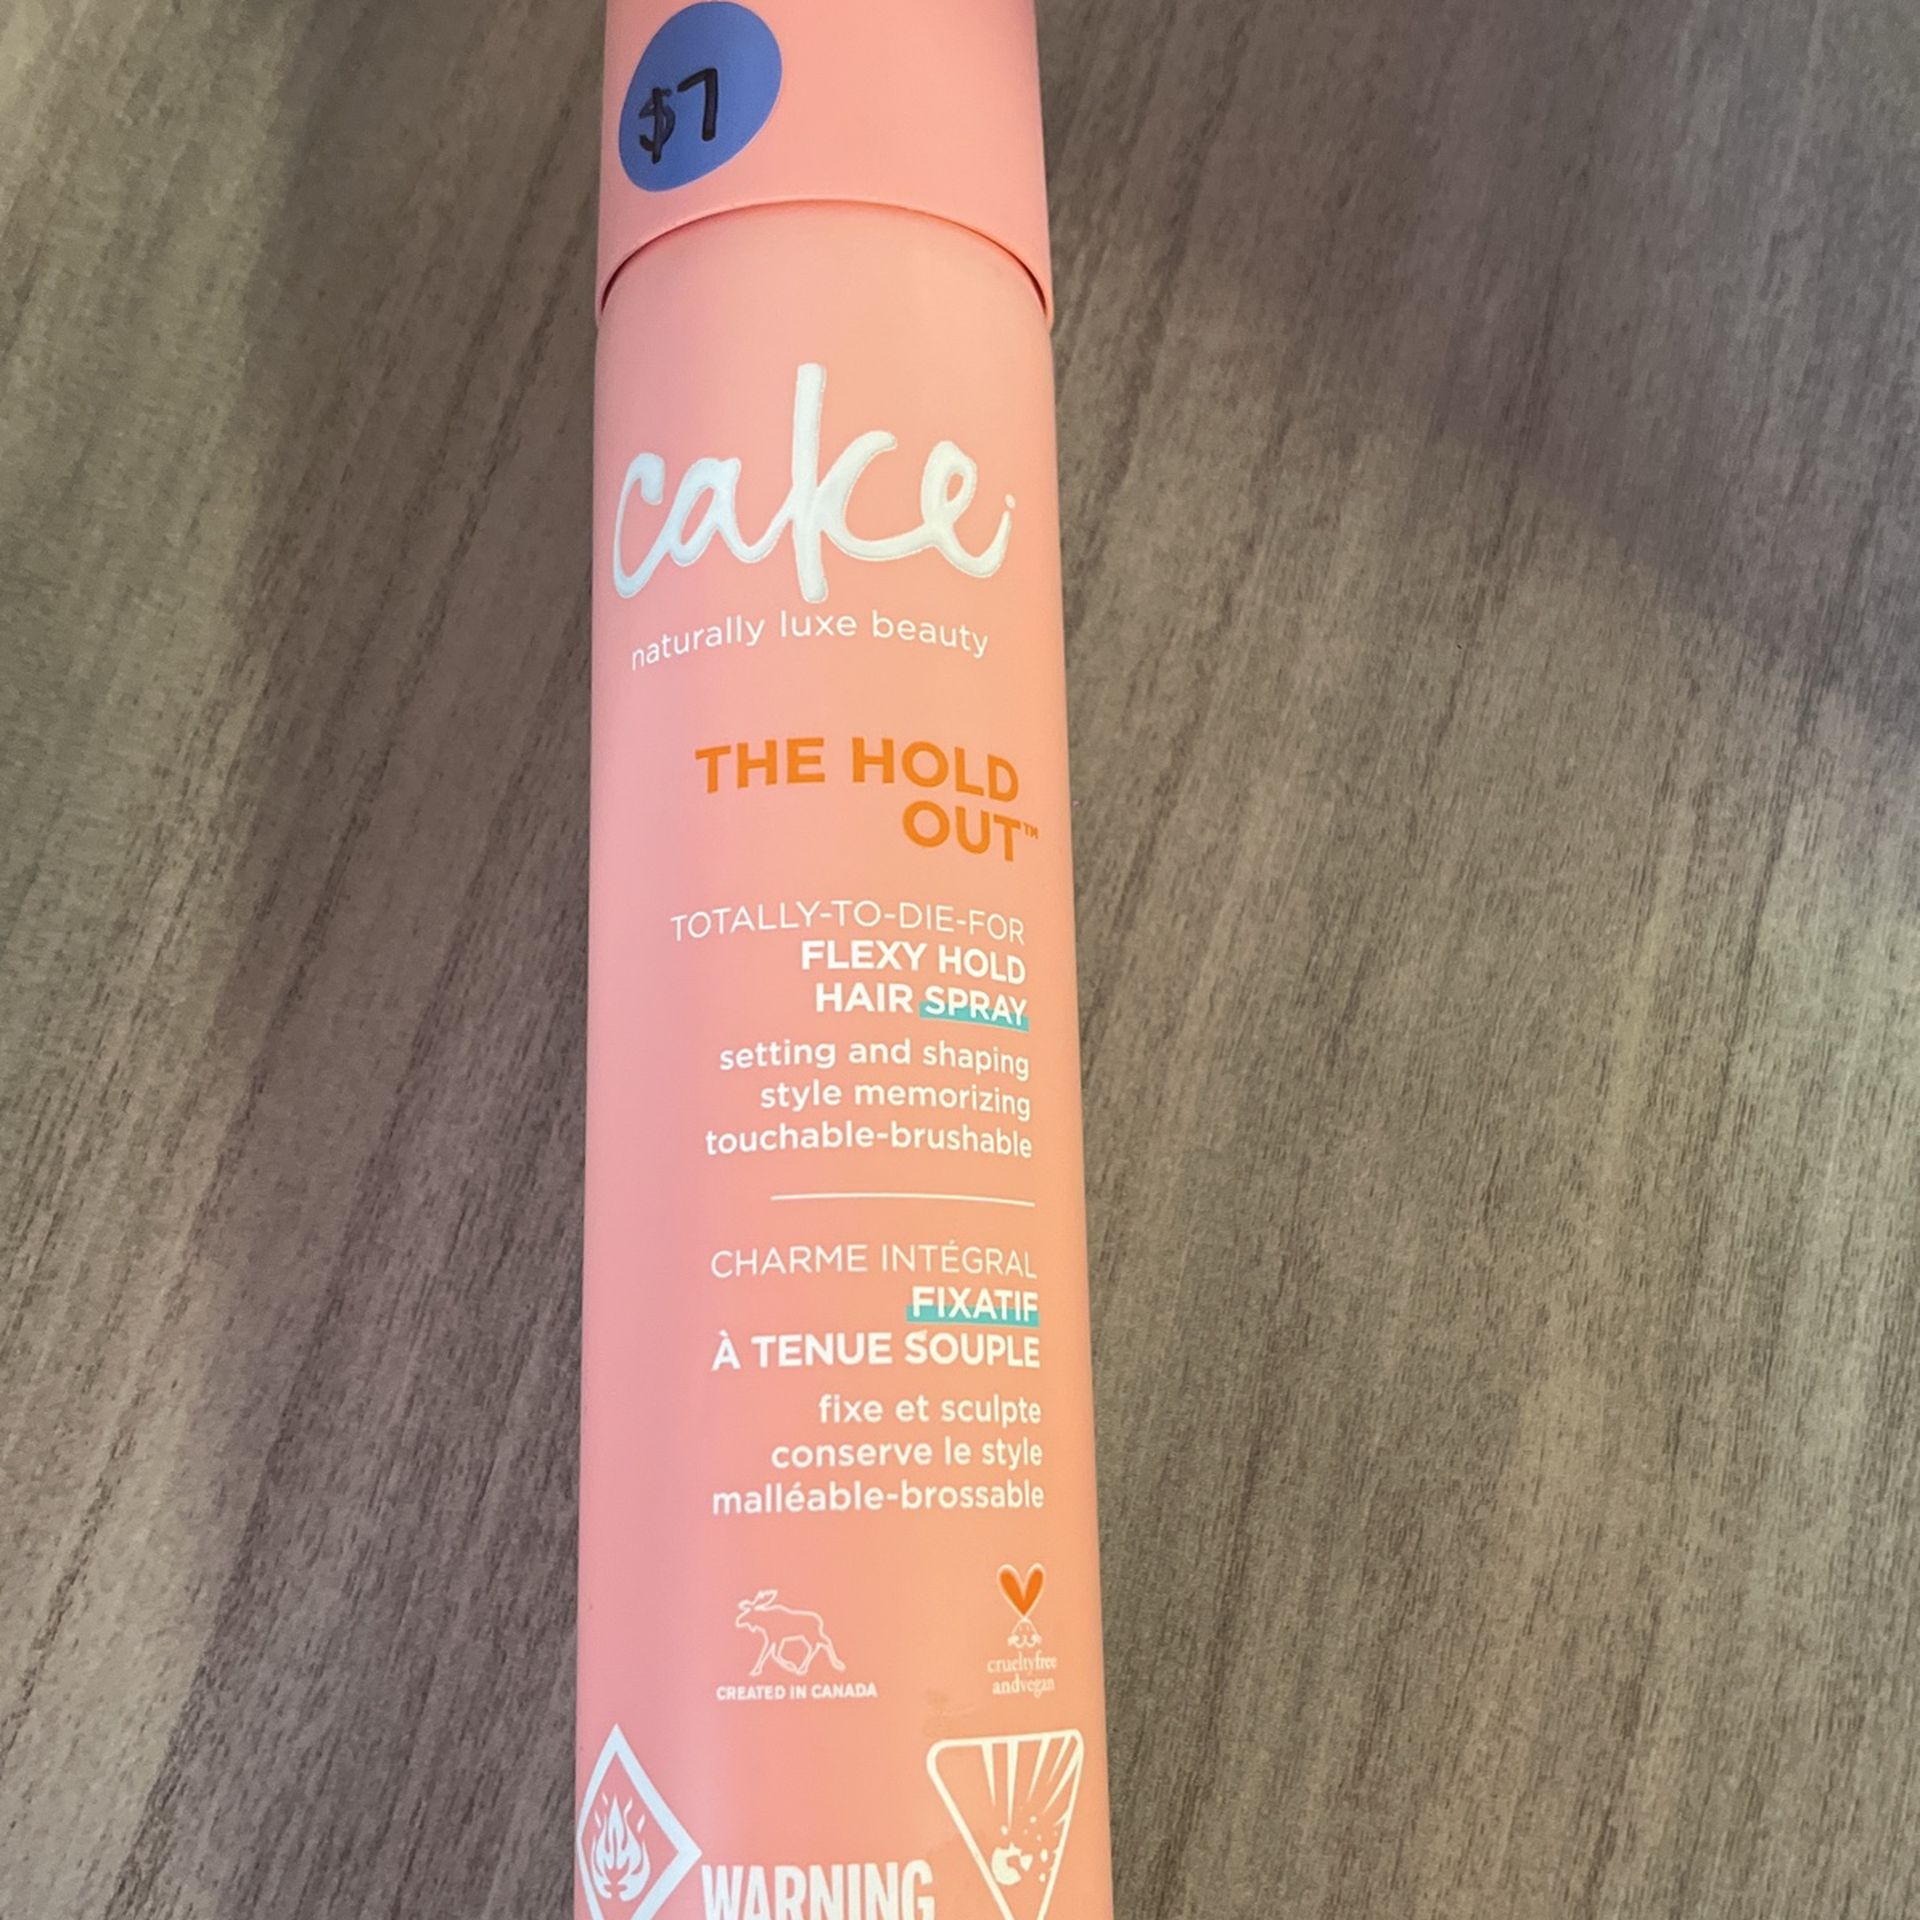 $7
cake
naturally luxe beauty
THE HOLD
OUT™
TOTALLY-TO-DIE-FOR
FLEXY HOLD
HAIR SPRAY
setting and shaping
style memorizing
touchable-brushable
CHARME INTÉGRAL
FIXATIF
À TENUE SOUPLE
fixe et sculpte
conserve le style
malléable-brossable
CREATED IN CANADA
crueltyfree
andvegan
WARNING